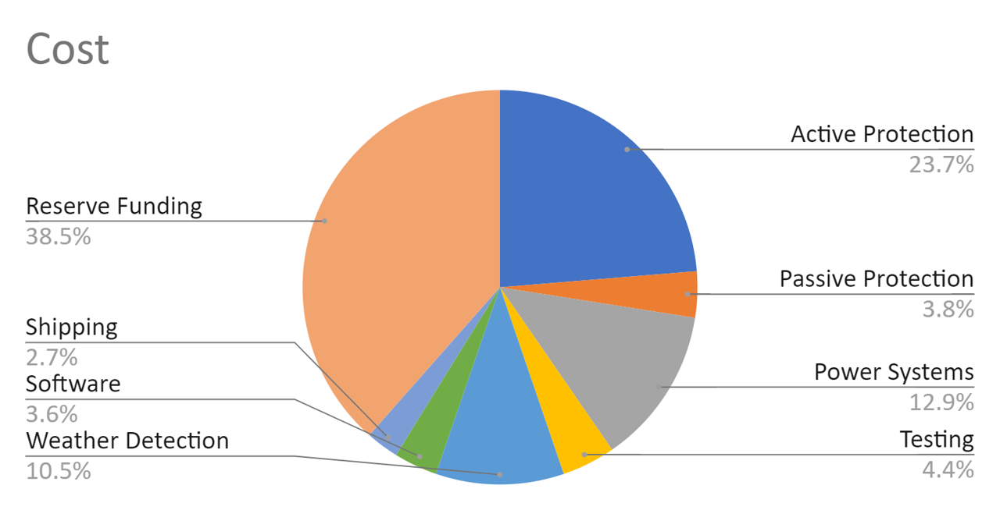 Cost
Active Protection
23.7%
Passive Protection
3.8%
Power Systems
12.9%
Testing
4.4%
Reserve Funding
38.5%
Shipping
2.7%
Software
3.6%
Weather Detection
10.5%